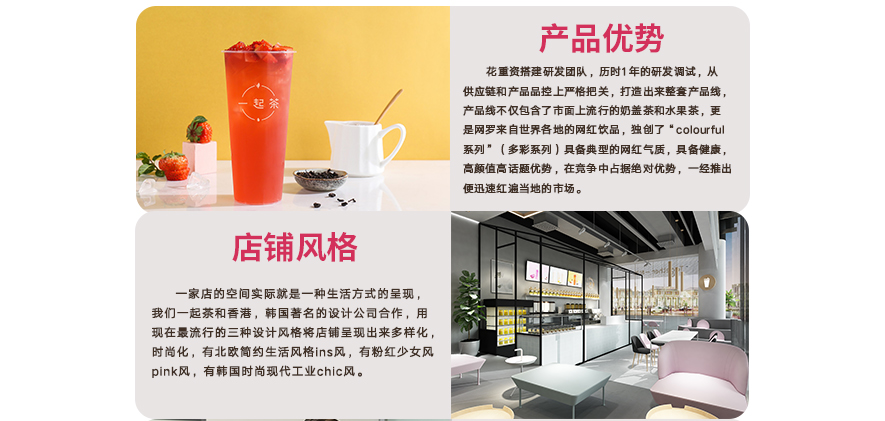 一起茶
产品优势
花重资搭建研发团队，历时1年的研发调试，从
供应链和产品品控上严格把关，打造出来整套产品线，
产品线不仅包含了市面上流行的奶盖茶和水果茶，更
是网罗来自世界各地的网红饮品，独创了“colourful
系列”（多彩系列）具备典型的网红气质，具备健康，
高颜值高话题优势，在竞争中占据绝对优势，一经推出
便迅速红遍当地的市场。
店铺风格
一家店的空间实际就是一种生活方式的呈现，
我们一起茶和香港，韩国著名的设计公司合作，用
现在最流行的三种设计风格将店铺呈现出来多样化，
时尚化，有北欧简约生活风格ins风，有粉红少女风
pink风，有韩国时尚现代工业chic风。